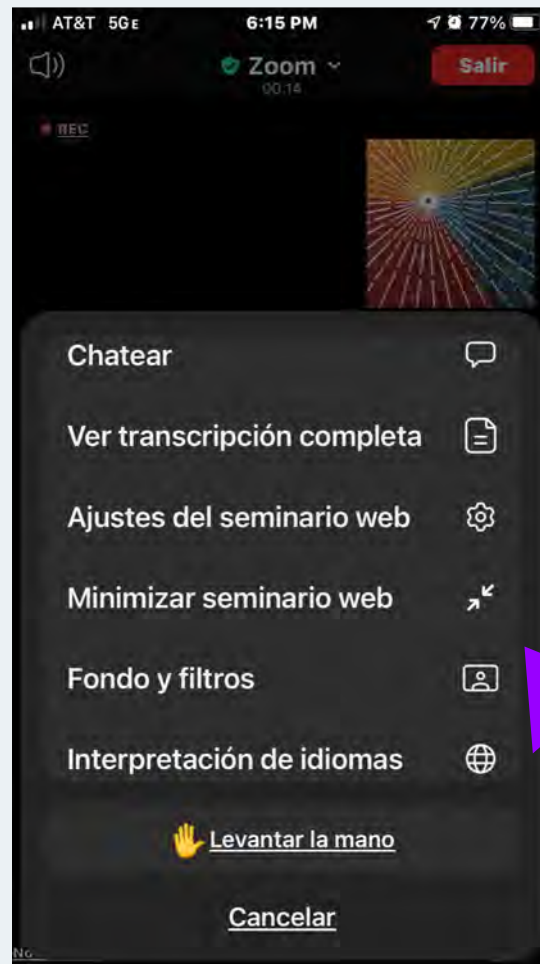 AT&T 5GE 6:15 PM 77%
Zoom Salir
00:14
REC
Chatear
Ver transcripción completa
Ajustes del seminario web
Minimizar seminario web
Fondo y filtros
Interpretación de idiomas
Levantar la mano
Cancelar
No